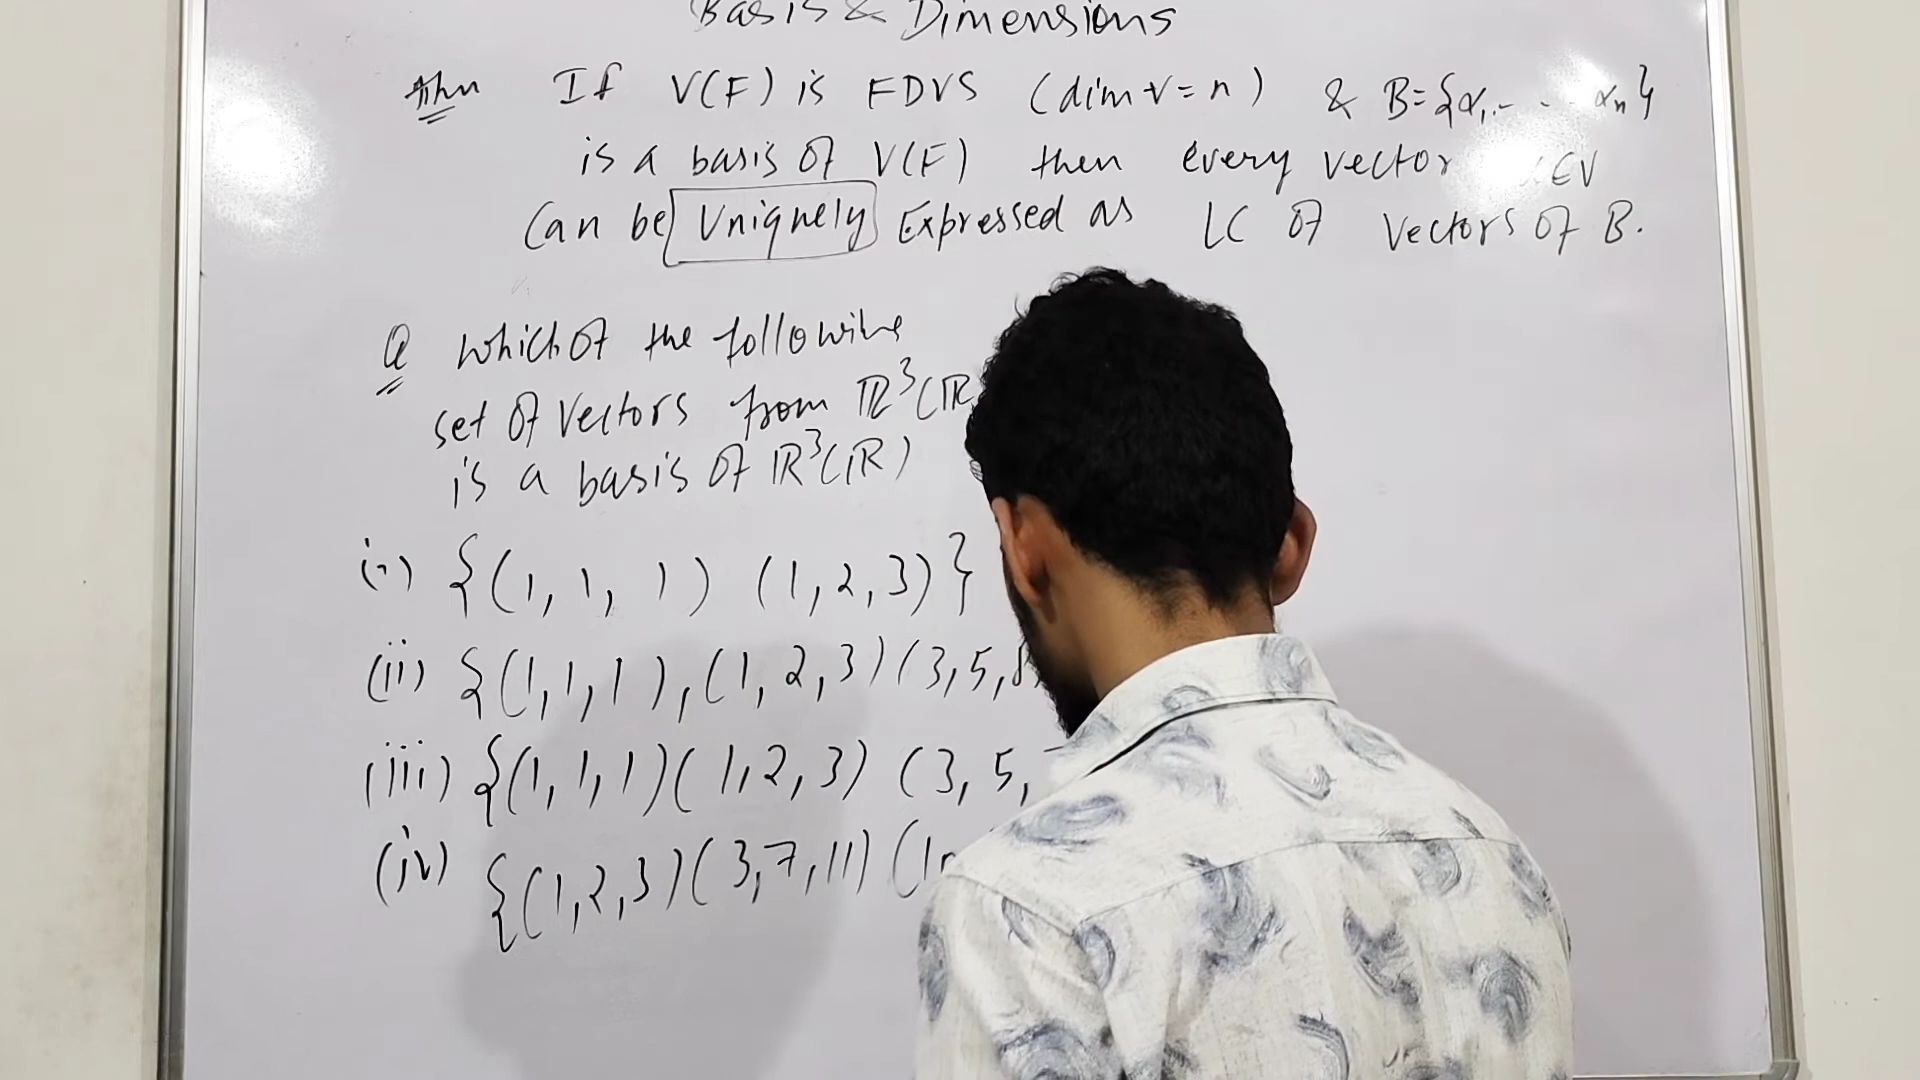 Basis & Dimensions
thm If V(F) is FDVS (dim V = n) & B={α1, - - - αn}
is a basis of V(F) then every vector ∈V
Can be Uniquely Expressed as LC Of Vectors Of B.
Q Which Of the following
set Of Vectors from ℝ³(ℝ
is a basis of ℝ³(ℝ)
(i) {(1, 1, 1) (1,2,3)}
(ii) {(1,1,1),(1,2,3)(3,5,8
(iii) {(1,1,1)(1,2,3) (3,5,
(iv) {(1,2,3)(3,7,11)(1